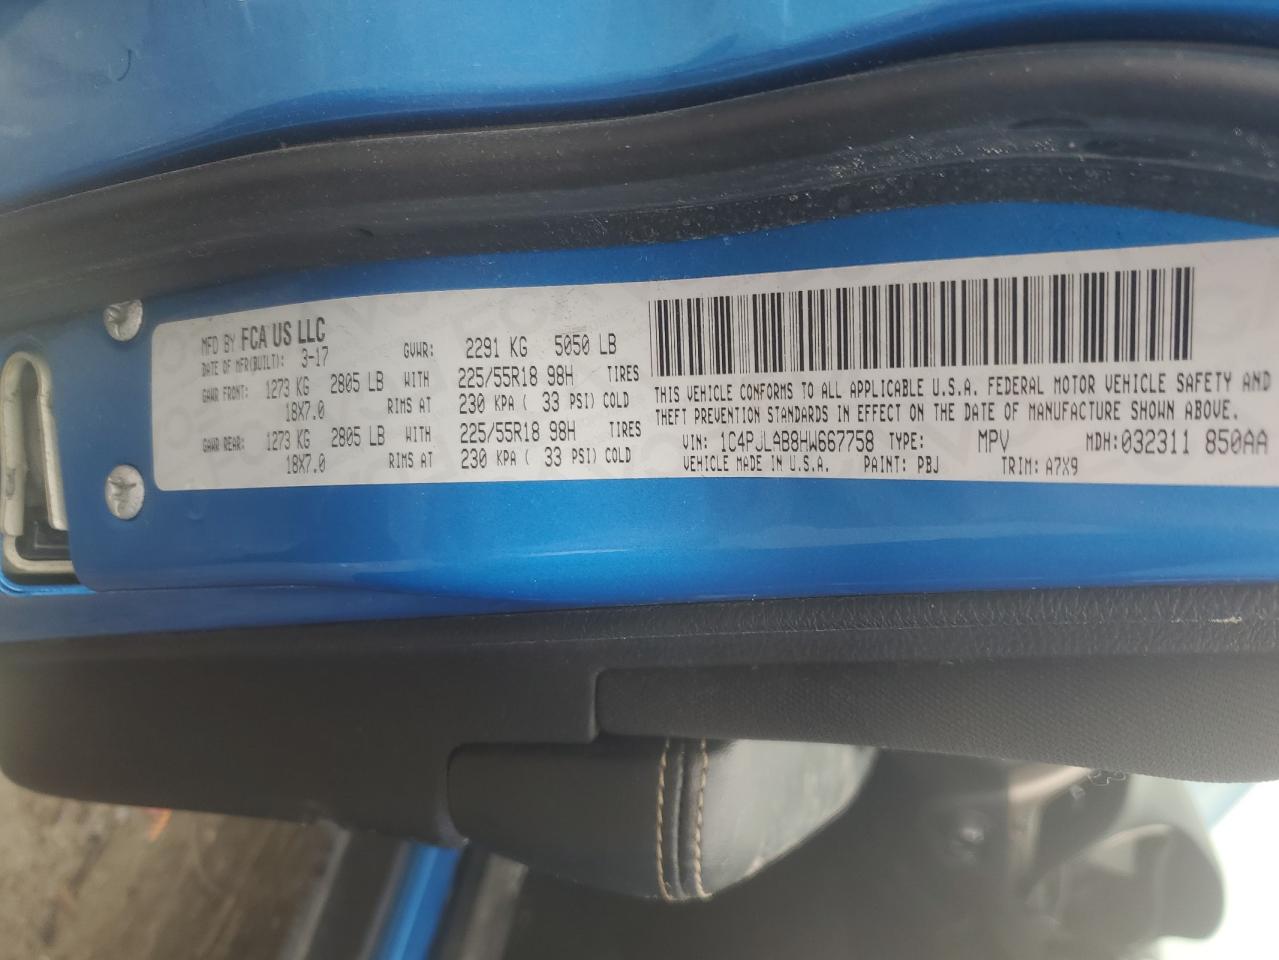 MFD BY FCA US LLC
DATE OF MFR(BUILT): 3-17 GVWR: 2291 KG 5050 LB
GAWR FRONT: 1273 KG 2805 LB WITH 225/55R18 98H TIRES
18X7.0 RIMS AT 230 KPA ( 33 PSI) COLD
GAWR REAR: 1273 KG 2805 LB WITH 225/55R18 98H TIRES
18X7.0 RIMS AT 230 KPA ( 33 PSI) COLD
THIS VEHICLE CONFORMS TO ALL APPLICABLE U.S.A. FEDERAL MOTOR VEHICLE SAFETY AND
THEFT PREVENTION STANDARDS IN EFFECT ON THE DATE OF MANUFACTURE SHOWN ABOVE.
VIN: 1C4PJLAB8HW667758 TYPE: MPV MDH: 032311 850AA
VEHICLE MADE IN U.S.A. PAINT: PBJ TRIM: A7X9